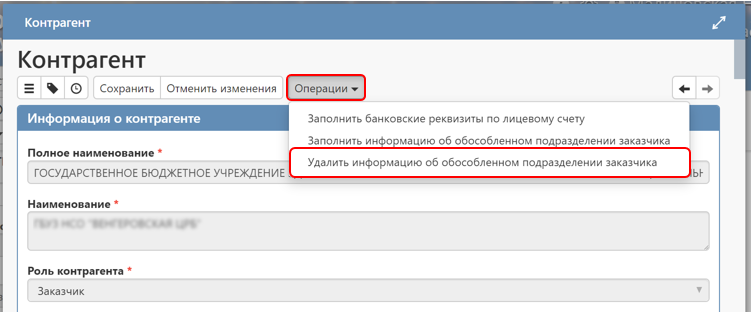 Контрагент
Контрагент
Сохранить Отменить изменения Операции
Заполнить банковские реквизиты по лицевому счету
Информация о контрагенте
Заполнить информацию об обособленном подразделении заказчика
Удалить информацию об обособленном подразделении заказчика
Полное наименование *
ГОСУДАРСТВЕННОЕ БЮДЖЕТНОЕ УЧРЕЖДЕНИЕ
Наименование *
ГБУЗ НСО "ВЕНГЕРОВСКАЯ ЦРБ"
Роль контрагента *
Заказчик